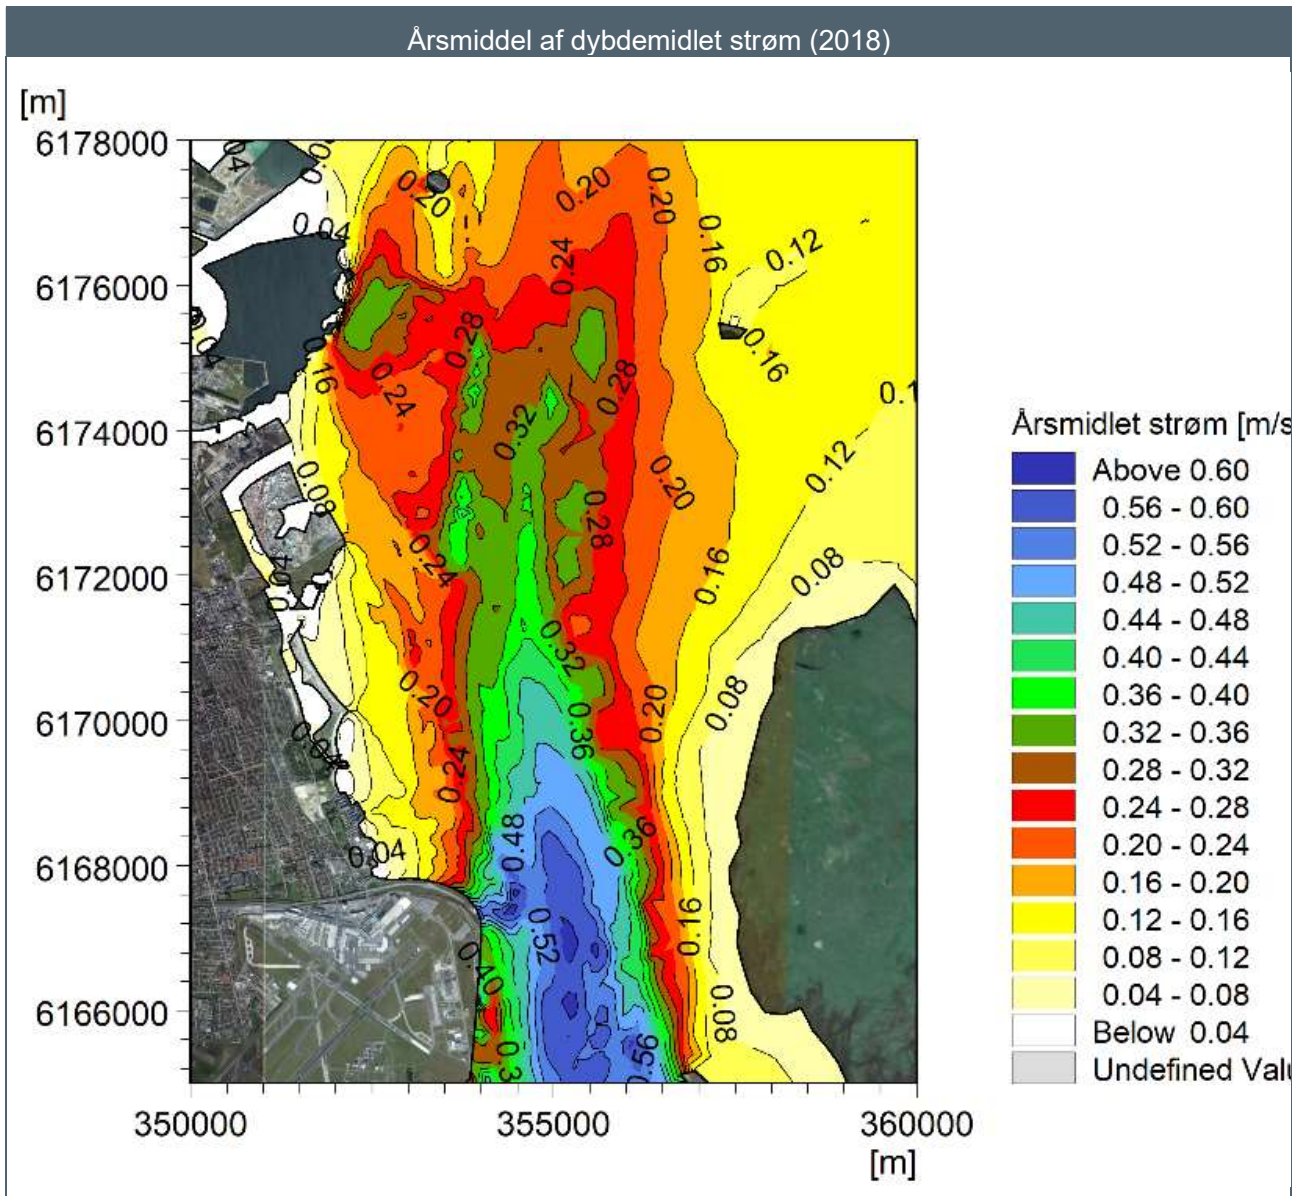 Årsmiddel af dybdemidlet strøm (2018)
[m]
6178000
6176000
6174000
6172000
6170000
6168000
6166000
350000
355000
360000
[m]
0.04
0.04
0.20
0.20
0.20
0.16
0.12
0.24
0.16
0.04
0.16
0.28
0.24
0.28
0.32
0.12
0.20
0.08
0.28
0.24
0.16
0.08
0.04
0.32
0.20
0.08
0.20
0.36
0.24
0.48
0.36
0.04
0.16
0.52
0.40
0.08
0.56
Årsmidlet strøm [m/s
Above 0.60
0.56 - 0.60
0.52 - 0.56
0.48 - 0.52
0.44 - 0.48
0.40 - 0.44
0.36 - 0.40
0.32 - 0.36
0.28 - 0.32
0.24 - 0.28
0.20 - 0.24
0.16 - 0.20
0.12 - 0.16
0.08 - 0.12
0.04 - 0.08
Below 0.04
Undefined Valu